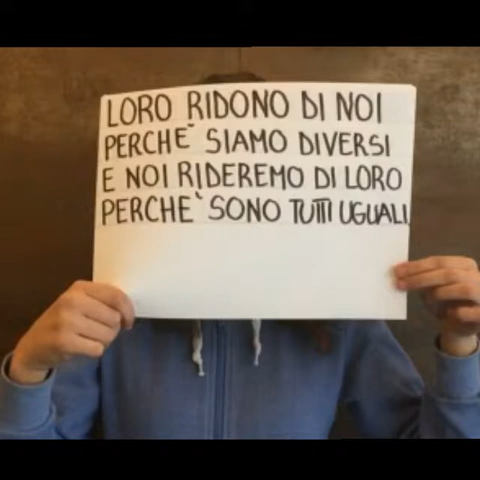 LORO RIDONO DI NOI
PERCHE` SIAMO DIVERSI
E NOI RIDEREMO DI LORO
PERCHE` SONO TUTTI UGUALI